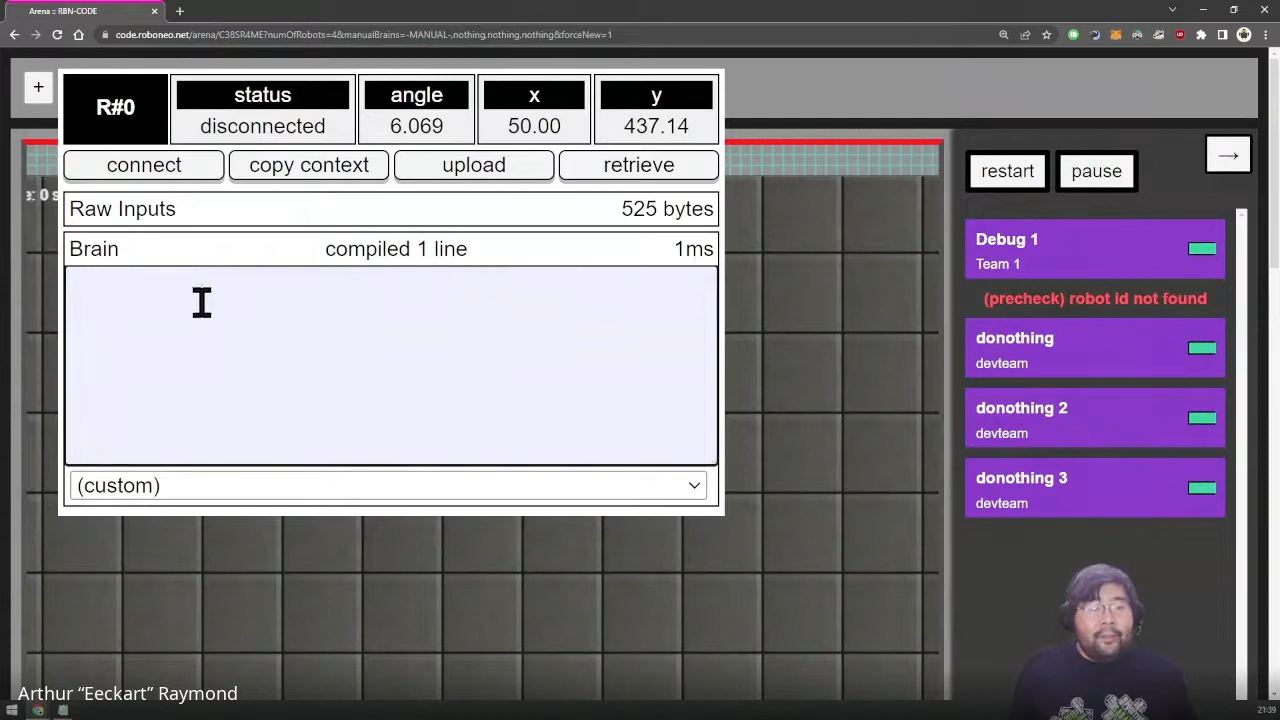 Arena :: RBN-CODE
code.roboneo.net/arena/C38SR4ME?numOfRobots=4&manualBrains=-MANUAL-,nothing,nothing,nothing&forceNew=1
+
R#0
status angle x y
disconnected 6.069 50.00 437.14
connect copy context upload retrieve
Raw Inputs 525 bytes
Brain compiled 1 line 1ms
(custom)
: 0 s
→
restart pause
Debug 1
Team 1
(precheck) robot id not found
donothing
devteam
donothing 2
devteam
donothing 3
devteam
Arthur “Eeckart” Raymond
21:39